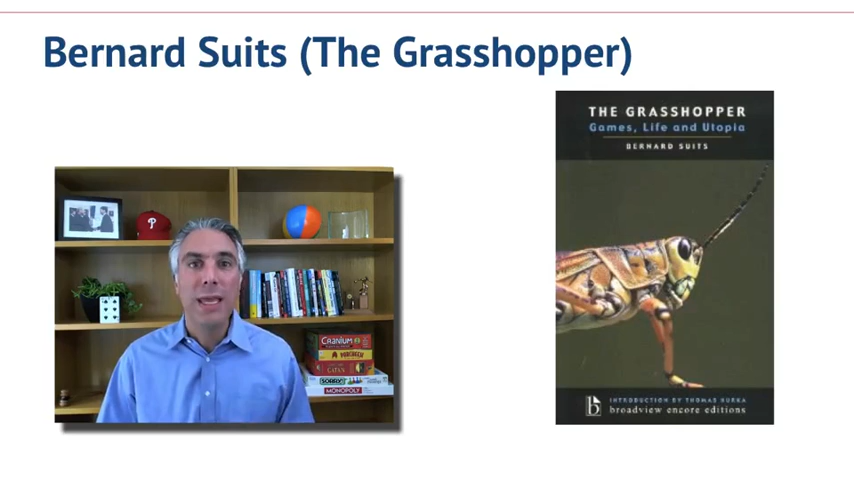 Bernard Suits (The Grasshopper)
THE GRASSHOPPER
Games, Life and Utopia
BERNARD SUITS
P
CRANIUM
CATAN
SORRY!
MONOPOLY
b
INTRODUCTION BY THOMAS HURKA
broadview encore editions